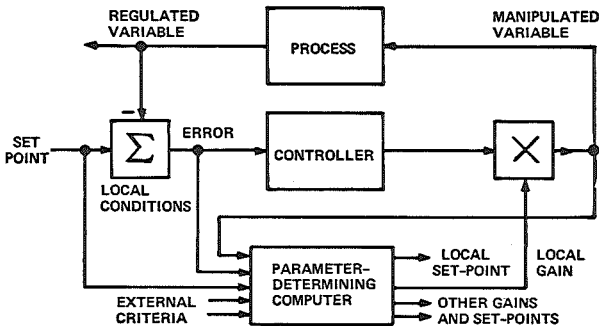 REGULATED
VARIABLE
MANIPULATED
VARIABLE
PROCESS
−
SET
POINT
Σ
ERROR
CONTROLLER
×
LOCAL
CONDITIONS
PARAMETER–
DETERMINING
COMPUTER
LOCAL
SET–POINT
LOCAL
GAIN
EXTERNAL
CRITERIA
OTHER GAINS
AND SET–POINTS